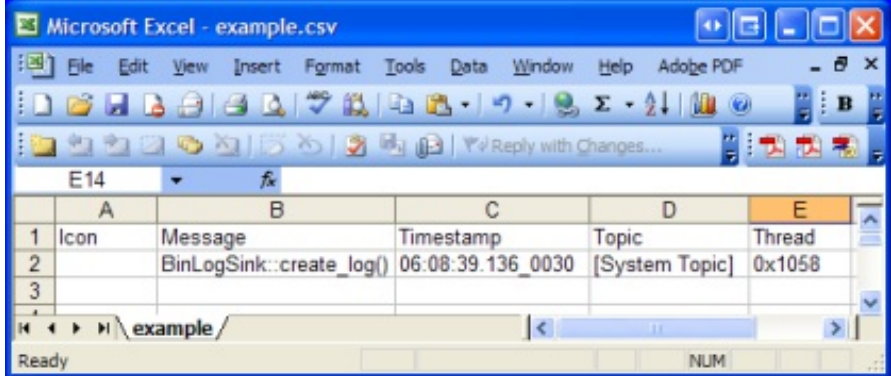 Microsoft Excel - example.csv
File Edit View Insert Format Tools Data Window Help Adobe PDF
Σ B
Reply with Changes...
E14 fx
A B C D E
1 Icon Message Timestamp Topic Thread
2 BinLogSink::create_log() 06:08:39.136_0030 [System Topic] 0x1058
3
example
Ready NUM